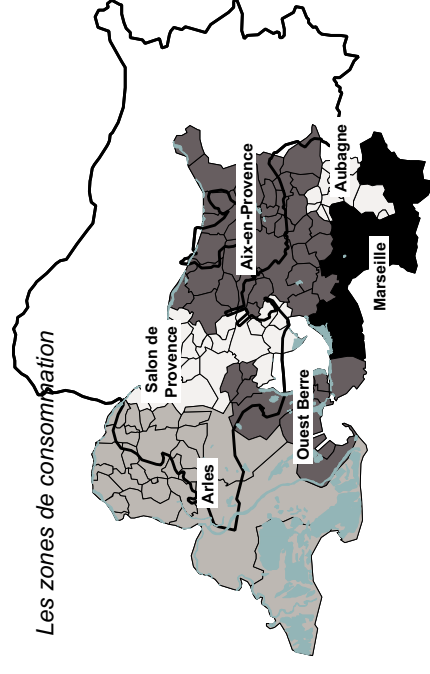 Les zones de consommation
Arles
Salon de
Provence
Ouest Berre
Aix-en-Provence
Marseille
Aubagne